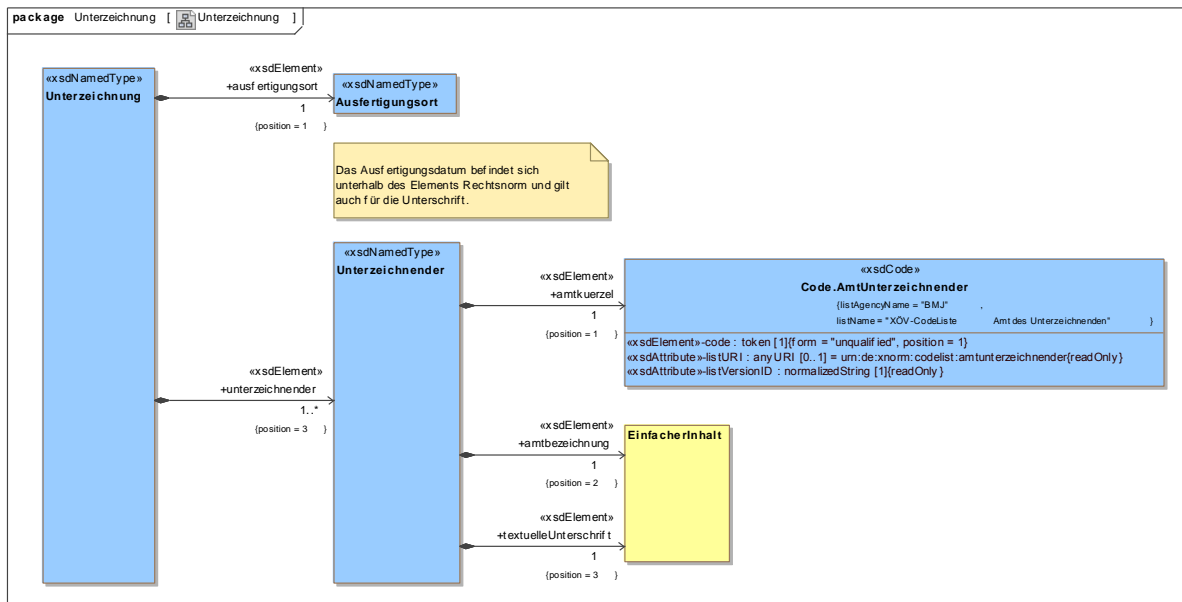 package Unterzeichnung [ Unterzeichnung ]
«xsdNamedType»
Unterzeichnung
«xsdElement»
+ausfertigungsort
1
{position = 1 }
«xsdNamedType»
Ausfertigungsort
Das Ausfertigungsdatum befindet sich
unterhalb des Elements Rechtsnorm und gilt
auch für die Unterschrift.
«xsdElement»
+unterzeichnender
1..*
{position = 3 }
«xsdNamedType»
Unterzeichnender
«xsdElement»
+amtkuerzel
1
{position = 1 }
«xsdCode»
Code.AmtUnterzeichnender
{listAgencyName = "BMJ" ,
listName = "XÖV-CodeListe Amt des Unterzeichnenden" }
«xsdElement»-code : token [1]{form = "unqualified", position = 1}
«xsdAttribute»-listURI : anyURI [0..1] = urn:de:xnorm:codelist:amtunterzeichnender{readOnly}
«xsdAttribute»-listVersionID : normalizedString [1]{readOnly}
«xsdElement»
+amtbezeichnung
1
{position = 2 }
EinfacherInhalt
«xsdElement»
+textuelleUnterschrift
1
{position = 3 }